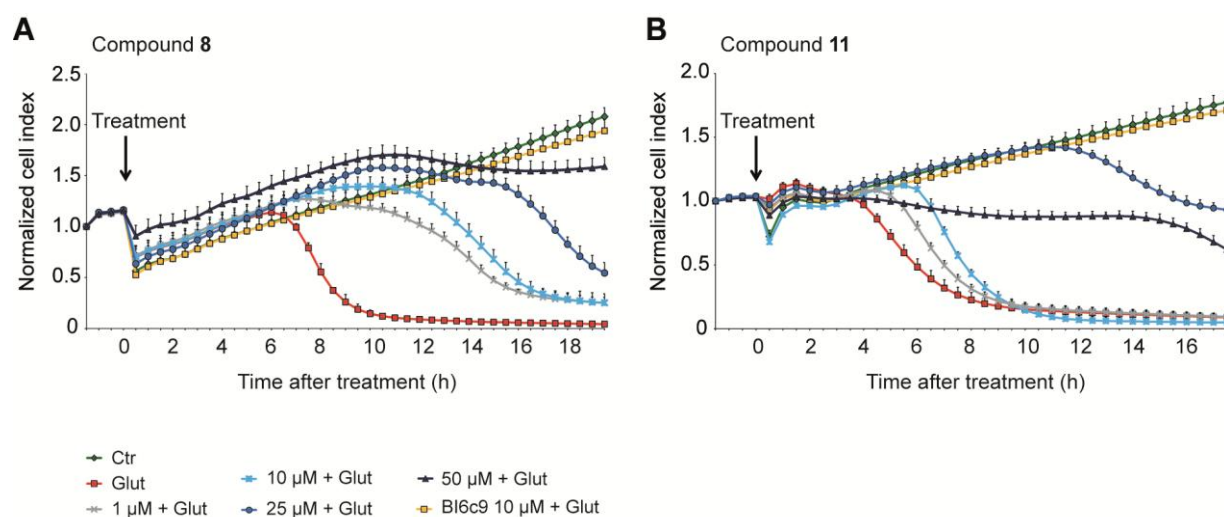 A
Compound 8
2.5
2.0
1.5
1.0
0.5
0
Normalized cell index
Treatment
0 2 4 6 8 10 12 14 16 18
Time after treatment (h)
B
Compound 11
2.0
1.5
1.0
0.5
0
Normalized cell index
Treatment
0 2 4 6 8 10 12 14 16
Time after treatment (h)
Ctr
Glut
1 µM + Glut
10 µM + Glut
25 µM + Glut
50 µM + Glut
BI6c9 10 µM + Glut